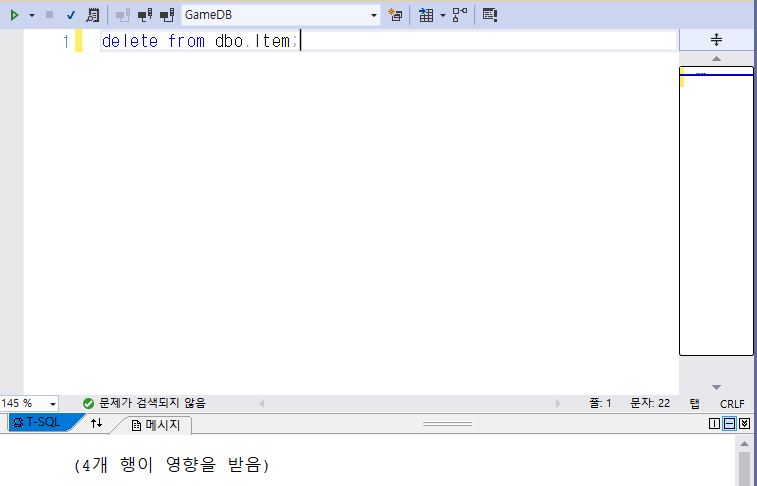 GameDB
1 delete from dbo.Item;
145 %
문제가 검색되지 않음
줄: 1 문자: 22 탭 CRLF
T-SQL 메시지
(4개 행이 영향을 받음)